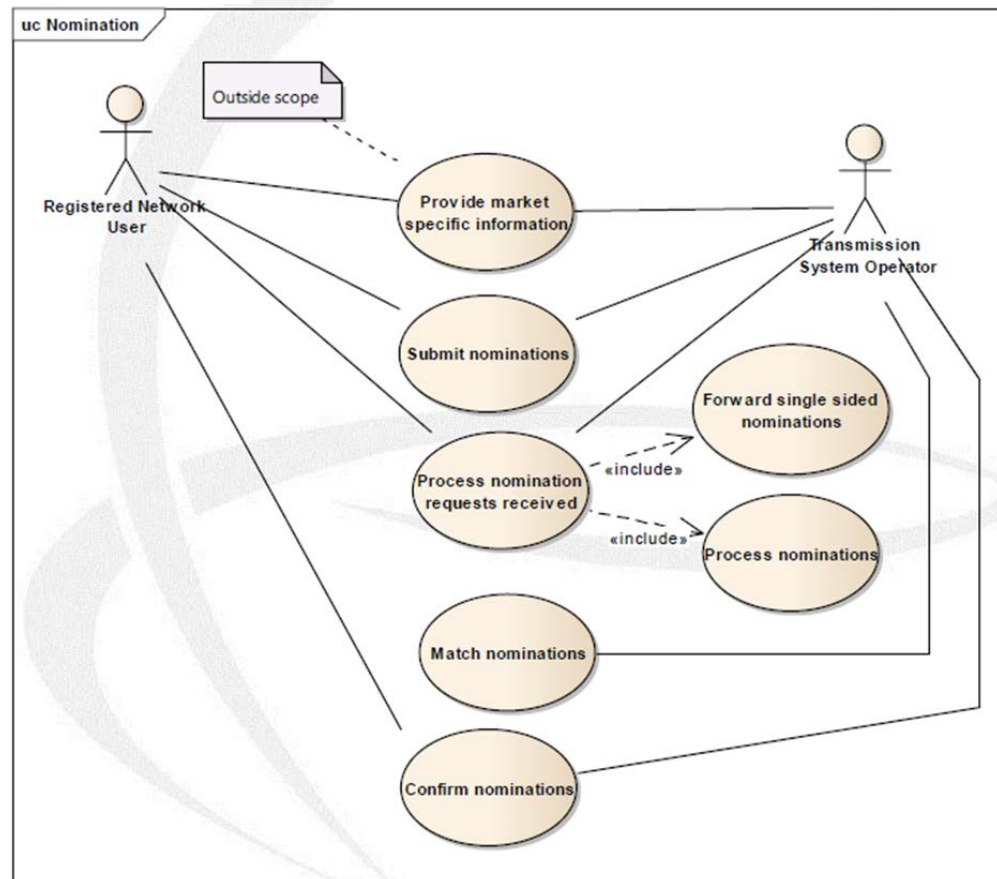 uc Nomination
Outside scope
Registered Network
User
Provide market
specific information
Transmission
System Operator
Submit nominations
Forward single sided
nominations
Process nomination
requests received
«include»
«include»
Process nominations
Match nominations
Confirm nominations